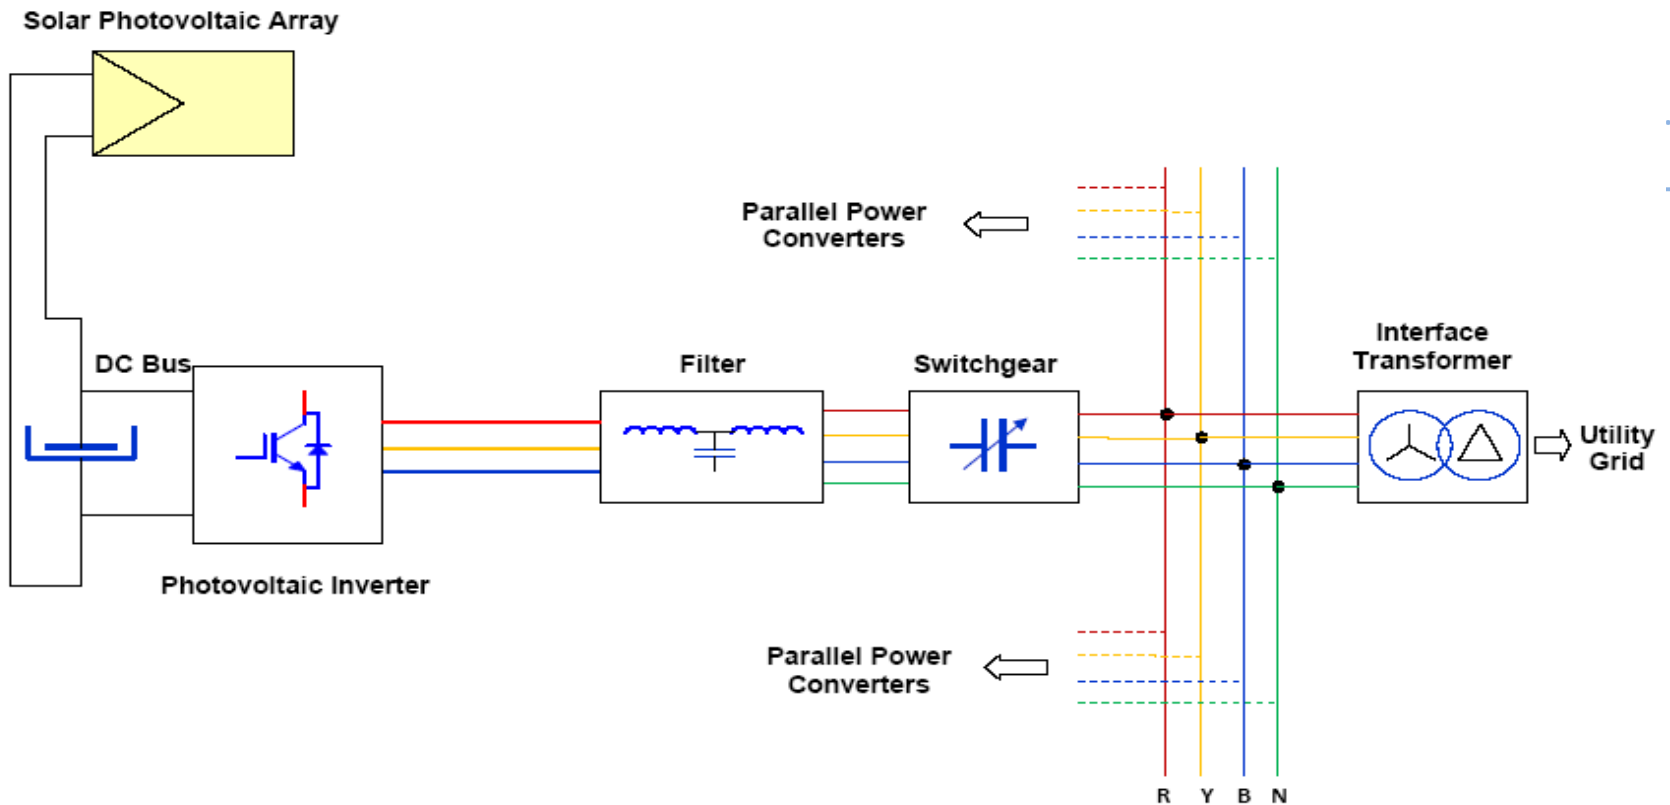 Solar Photovoltaic Array
Parallel Power
Converters
Interface
Transformer
DC Bus
Filter
Switchgear
Utility
Grid
Photovoltaic Inverter
Parallel Power
Converters
R Y B N